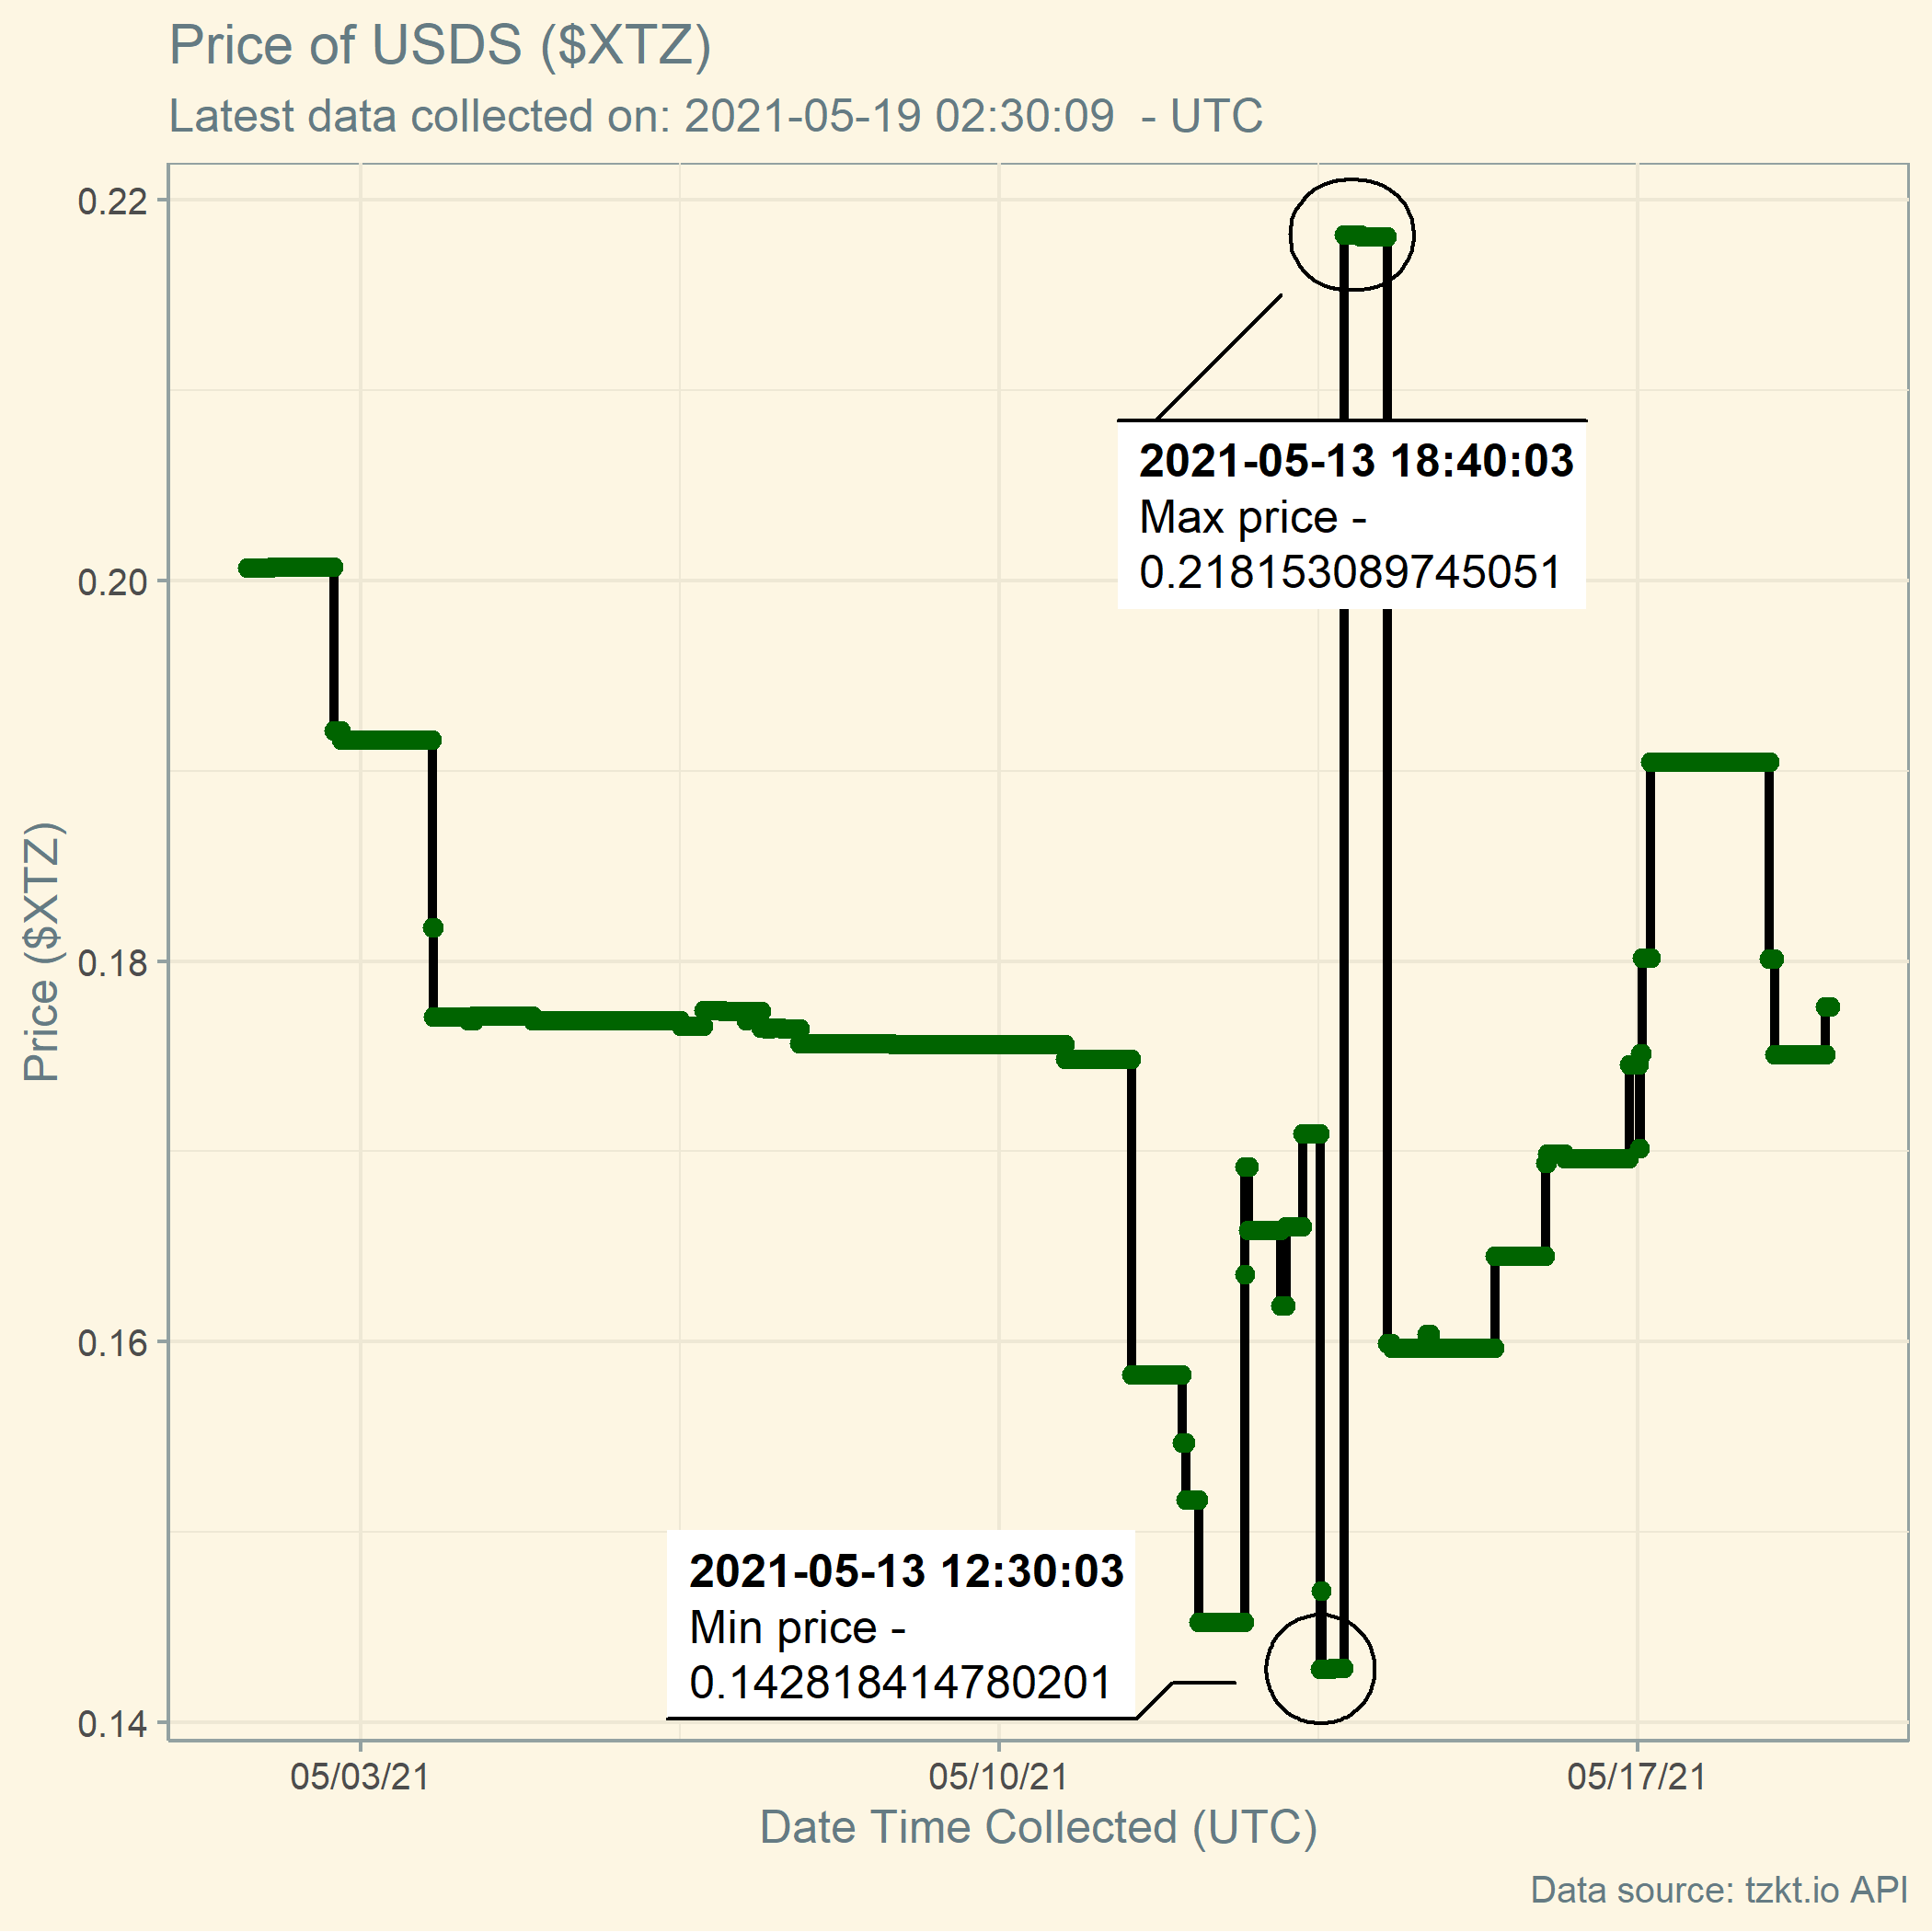 Price of USDS ($XTZ)
Latest data collected on: 2021-05-19 02:30:09  - UTC
0.22
0.20
0.18
0.16
0.14
Price ($XTZ)
2021-05-13 18:40:03
Max price -
0.218153089745051
2021-05-13 12:30:03
Min price -
0.142818414780201
05/03/21
05/10/21
05/17/21
Date Time Collected (UTC)
Data source: tzkt.io API